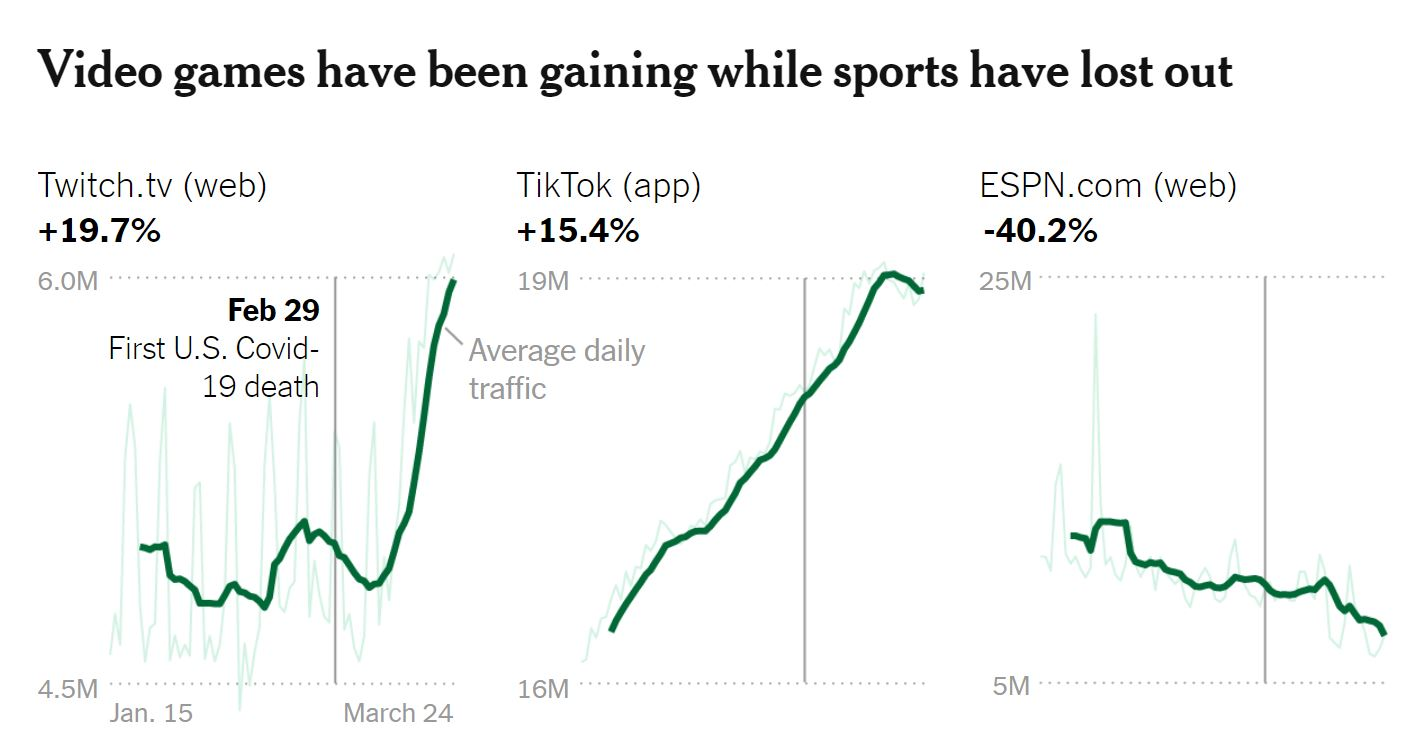 Video games have been gaining while sports have lost out
Twitch.tv (web)
+19.7%
6.0M
Feb 29
First U.S. Covid-
19 death
Average daily
traffic
4.5M
Jan. 15
March 24
TikTok (app)
+15.4%
19M
16M
ESPN.com (web)
-40.2%
25M
5M